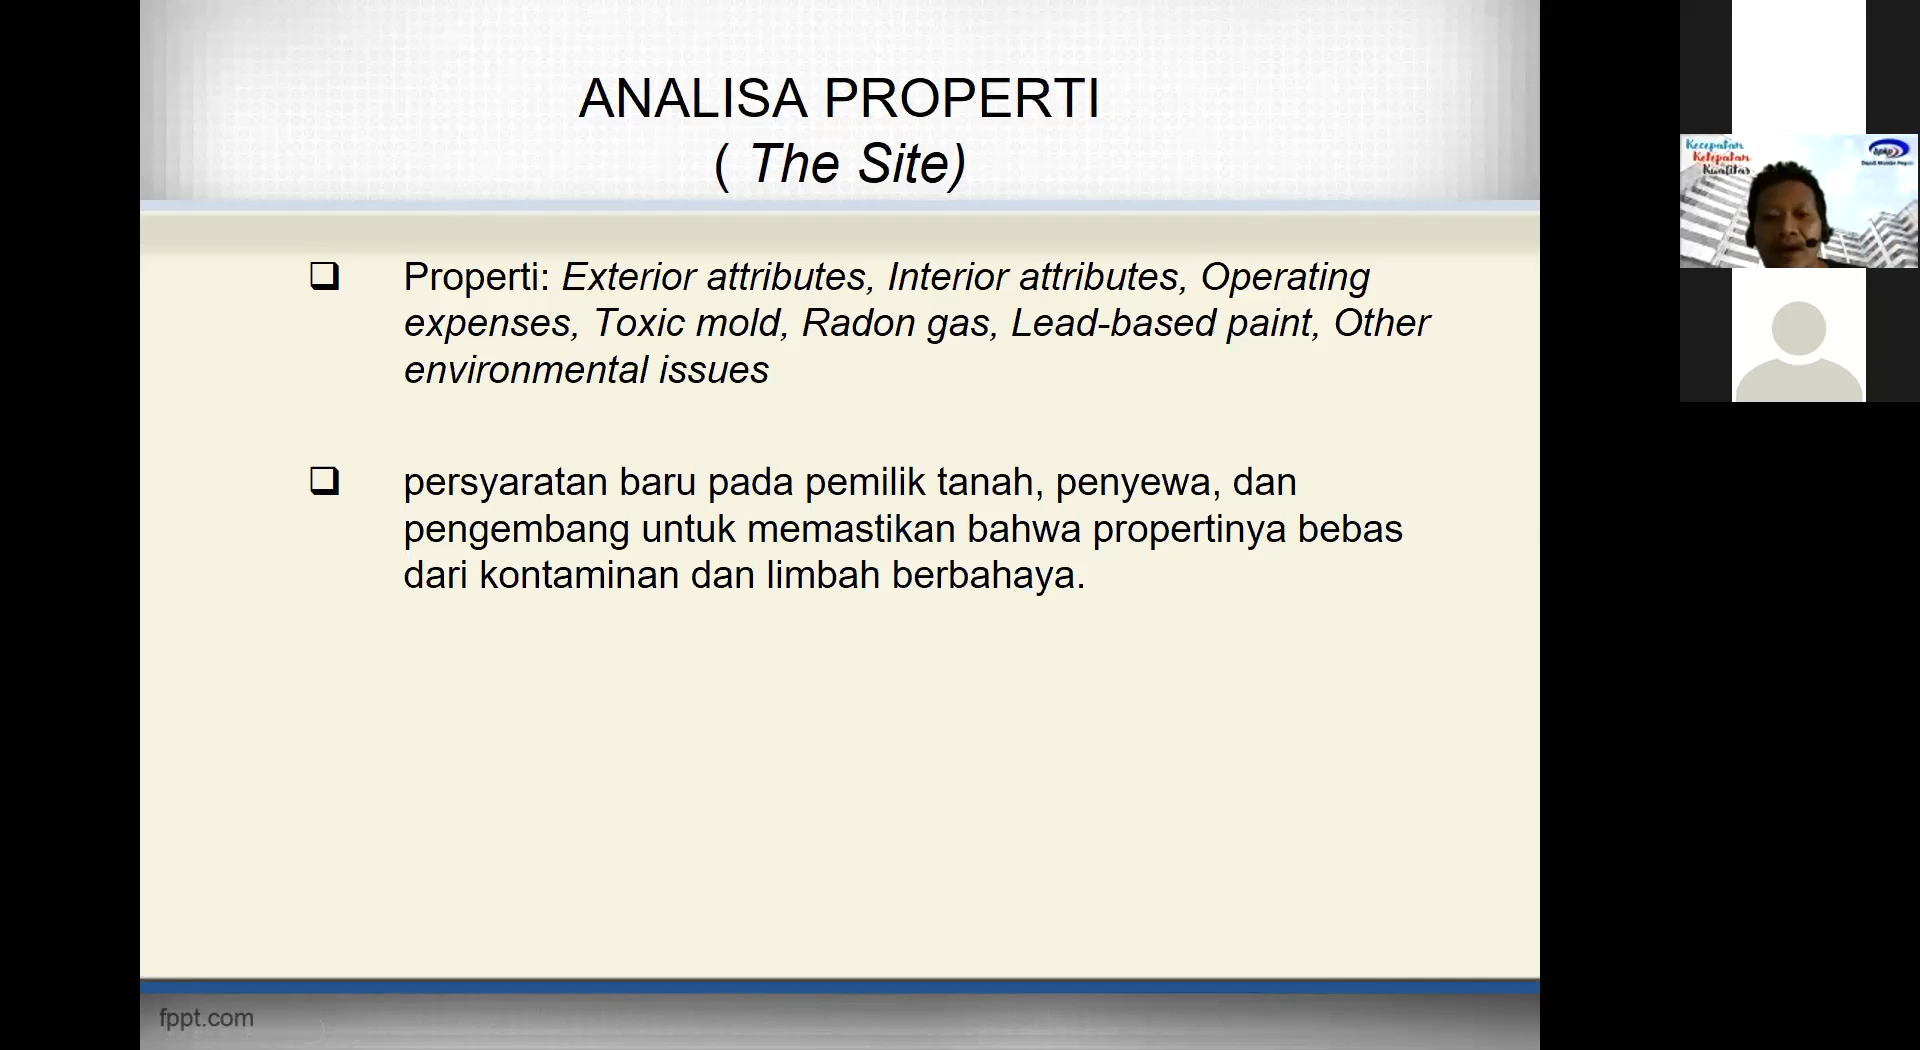 ANALISA PROPERTI
( The Site)
Properti: Exterior attributes, Interior attributes, Operating
expenses, Toxic mold, Radon gas, Lead-based paint, Other
environmental issues
persyaratan baru pada pemilik tanah, penyewa, dan
pengembang untuk memastikan bahwa propertinya bebas
dari kontaminan dan limbah berbahaya.
fppt.com
Kecepatan
Ketepatan
Kualitas
bpkp